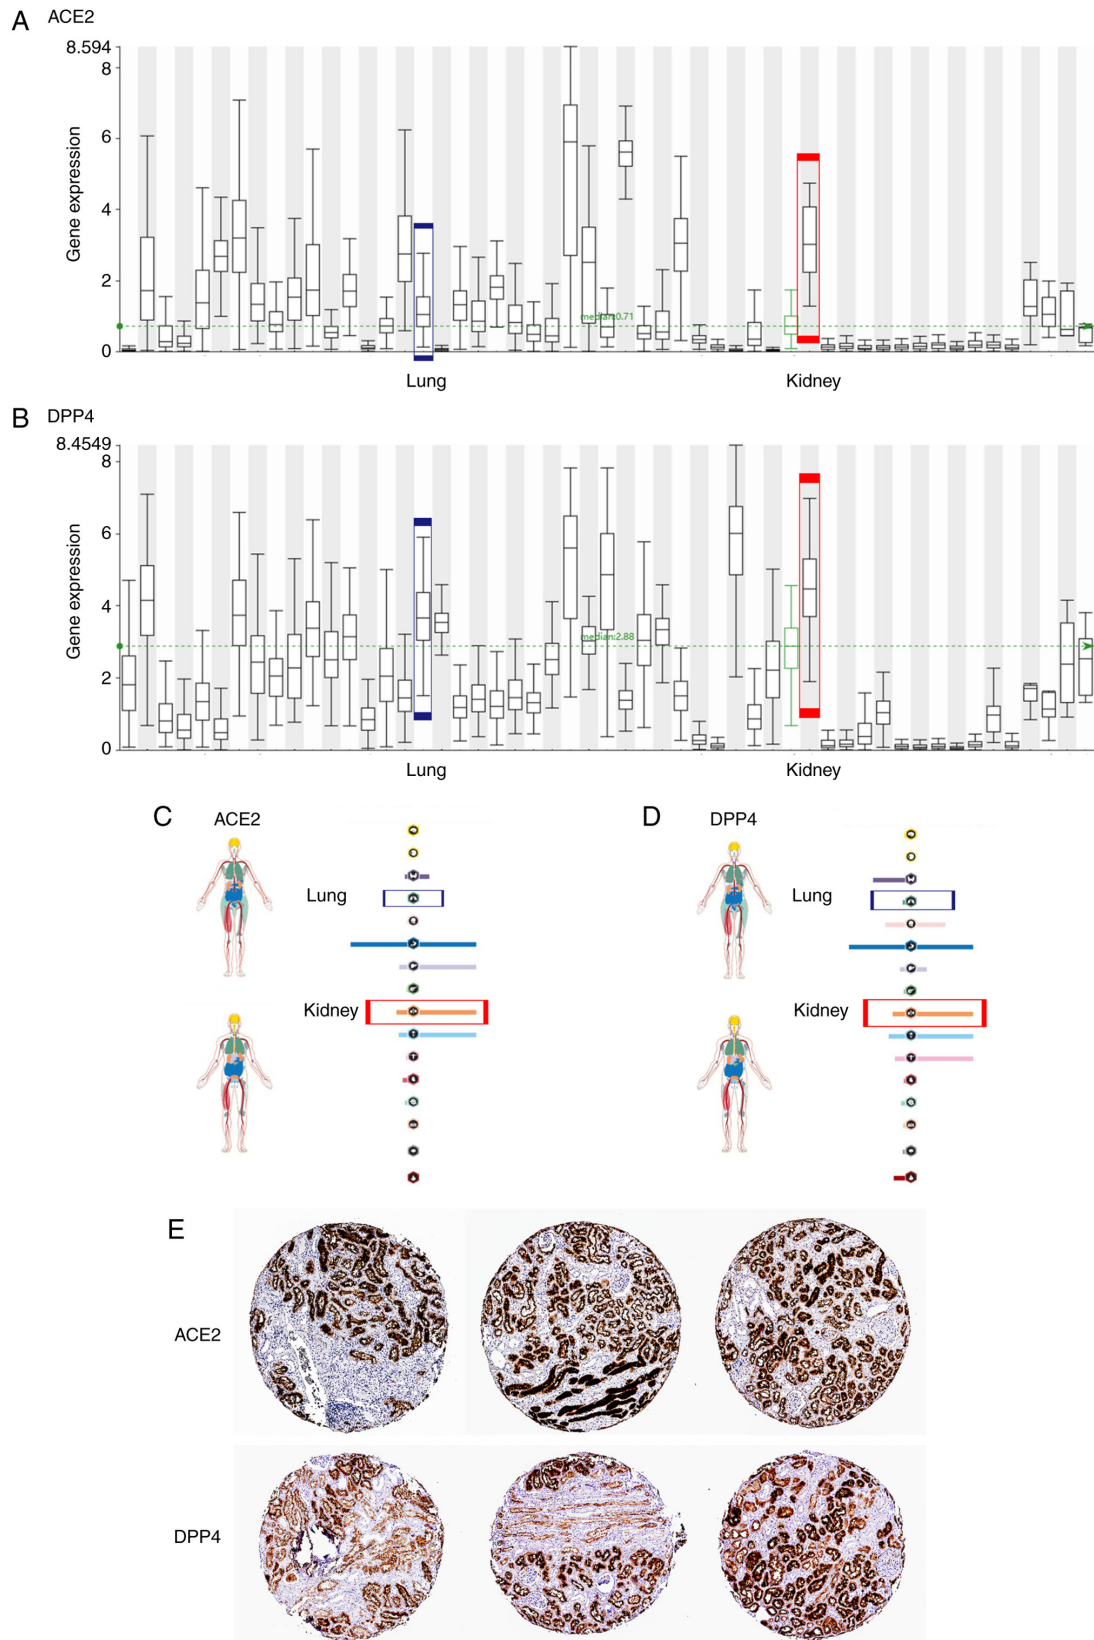 A ACE2
8.594
8
6
4
2
0
Gene expression
median:0.71
Lung Kidney
B DPP4
8.4549
8
6
4
2
0
Gene expression
median:2.88
Lung Kidney
C ACE2
Lung
Kidney
D DPP4
Lung
Kidney
E
ACE2
DPP4